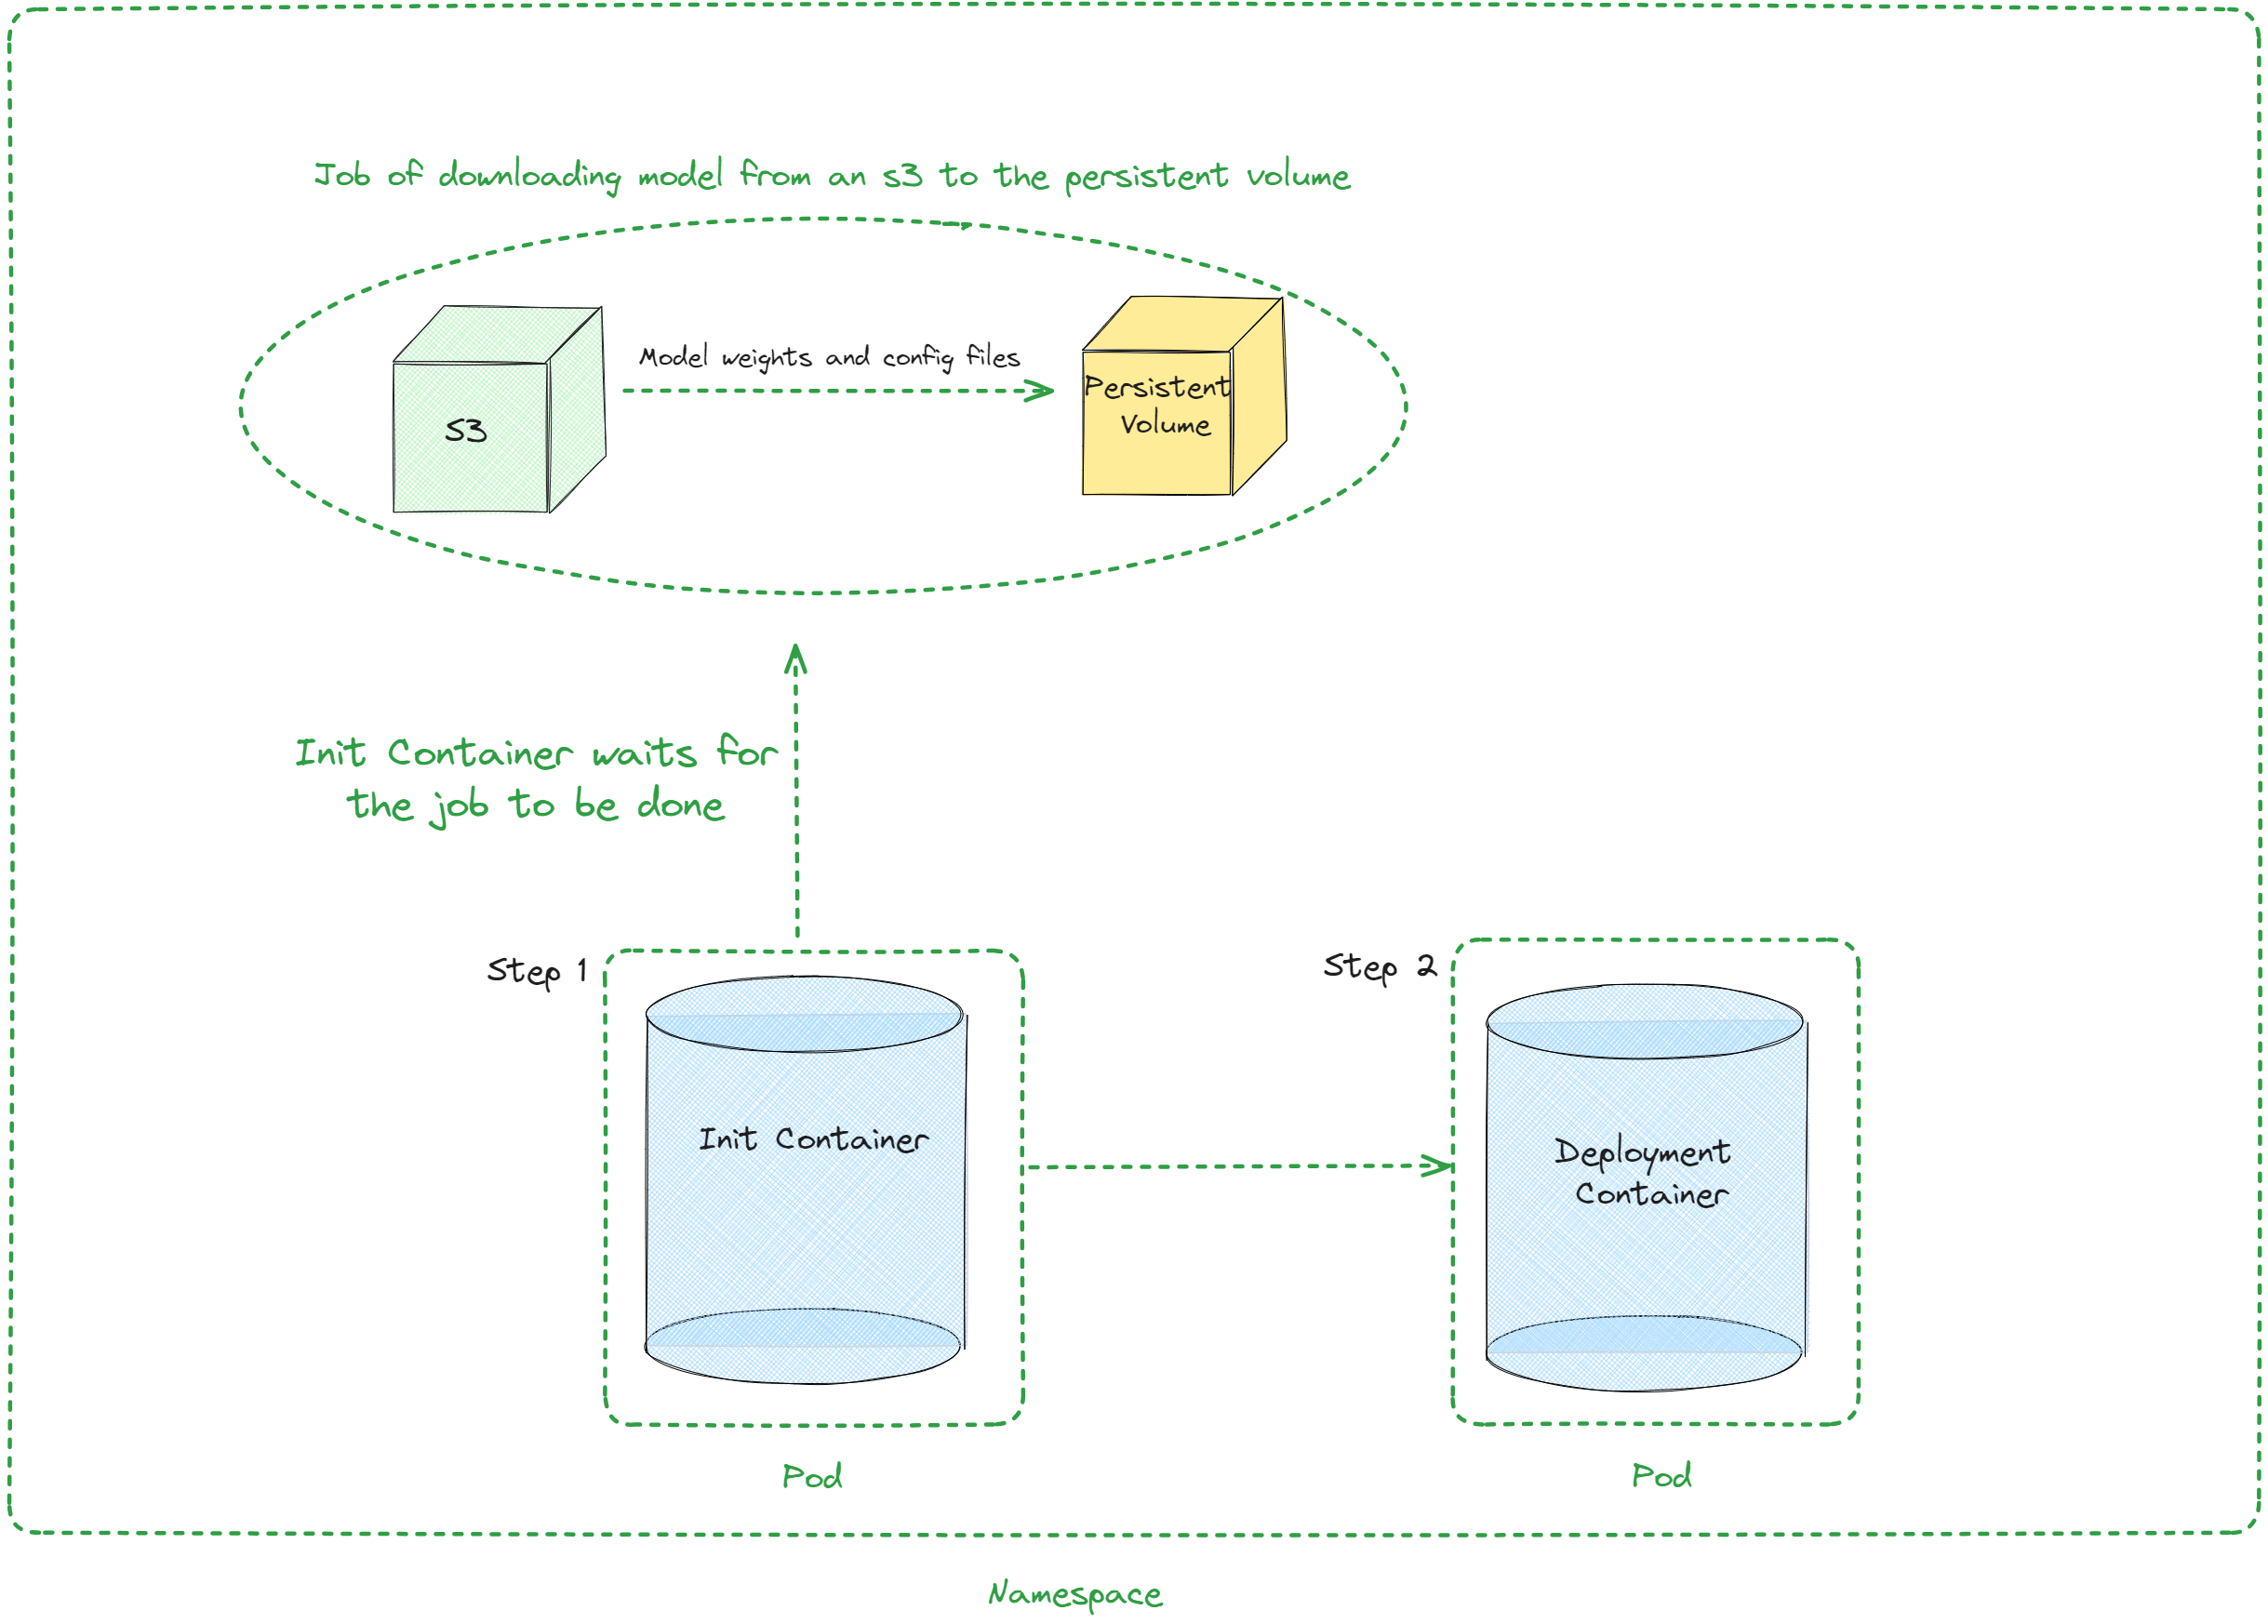 Job of downloading model from an s3 to the persistent volume
Model weights and config files
S3
Persistent
Volume
Init Container waits for
the job to be done
Step 1
Step 2
Init Container
Deployment
Container
Pod
Pod
Namespace